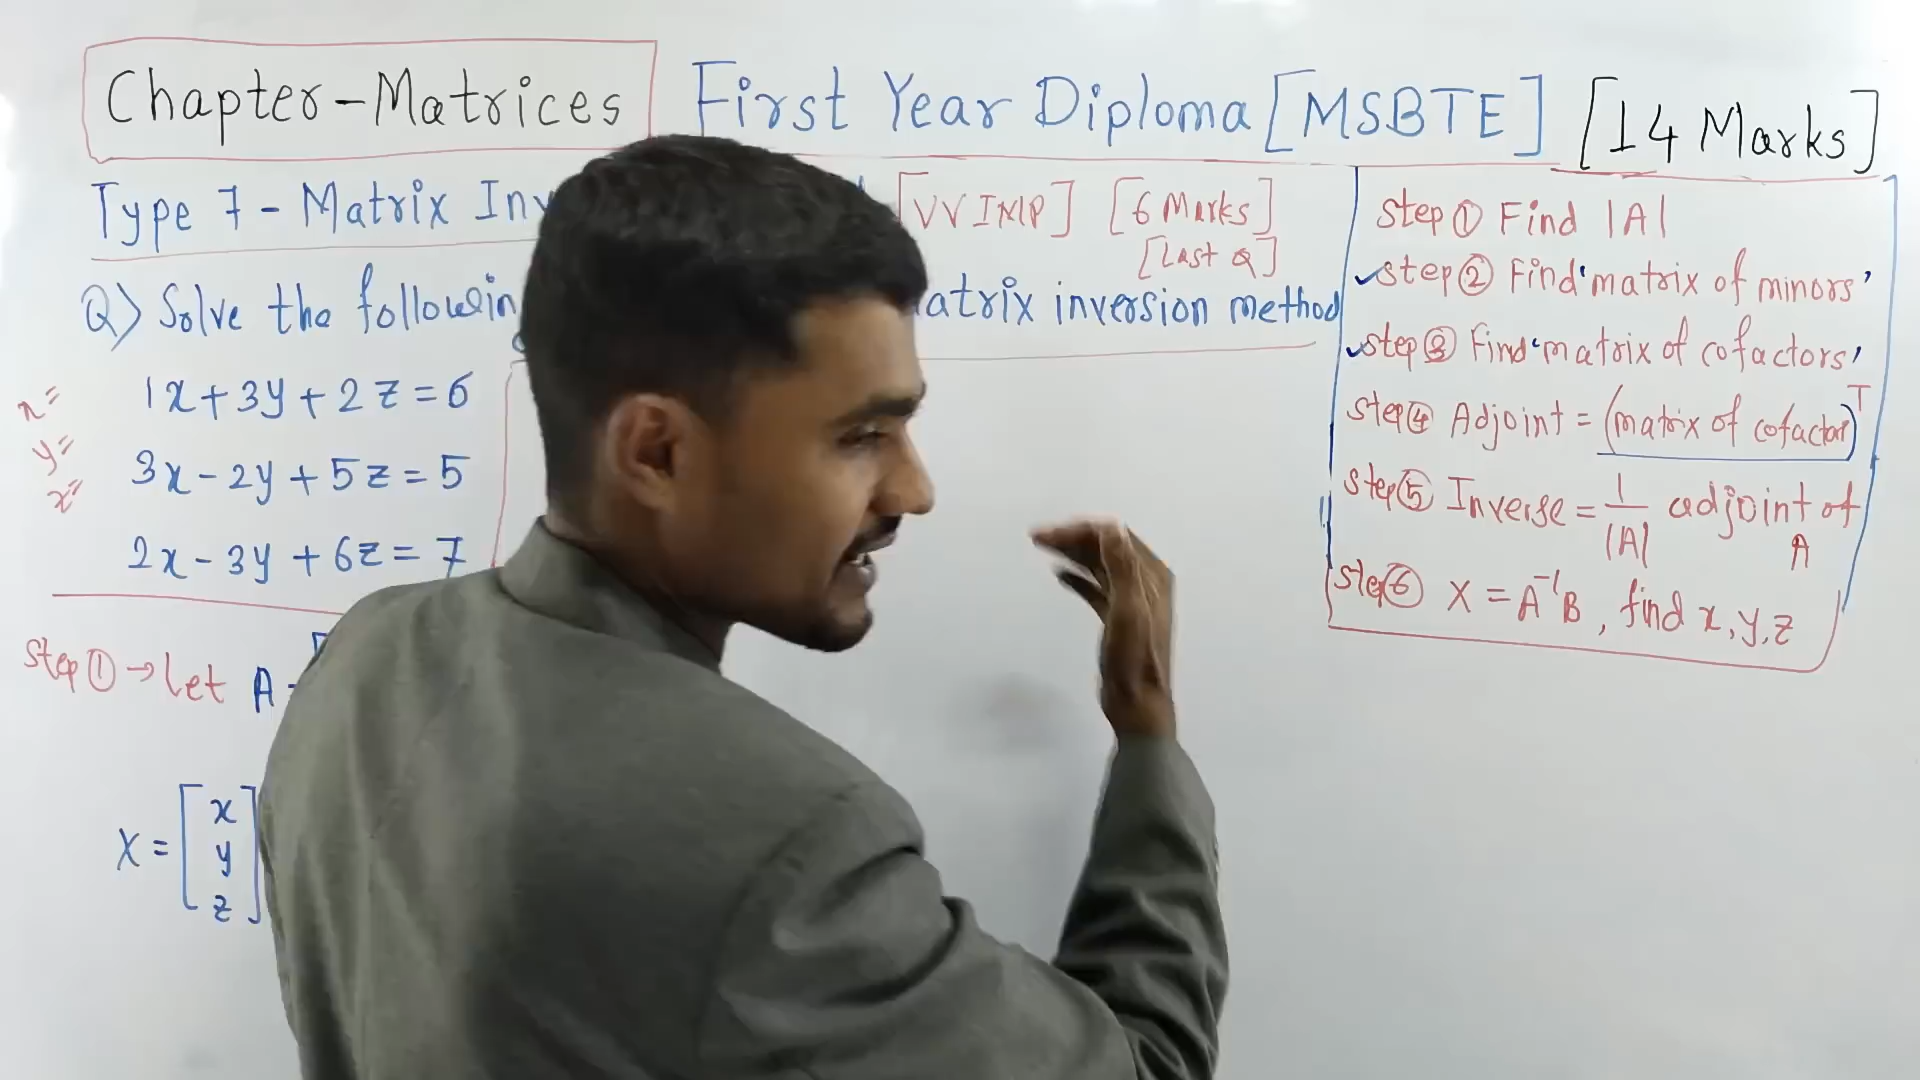 Chapter-Matrices First Year Diploma [MSBTE] [14 Marks]
Type 7 - Matrix Inv [VVIMP] [6 Marks]
[Last Q]
Q) Solve the followin atrix inversion method
1x+3y+2z=6
3x-2y+5z=5
2x-3y+6z=7
x=
y=
z=
Step ① → let A
X = [x
y
z]
Step ① Find |A|
✓step ② Find 'matrix of minors'
✓step ③ Find 'matrix of cofactors'
Step ④ Adjoint = (matrix of cofactor)ᵀ
Step ⑤ Inverse = 1/|A| adjoint of A
Step ⑥ X = A⁻¹B, find x, y, z